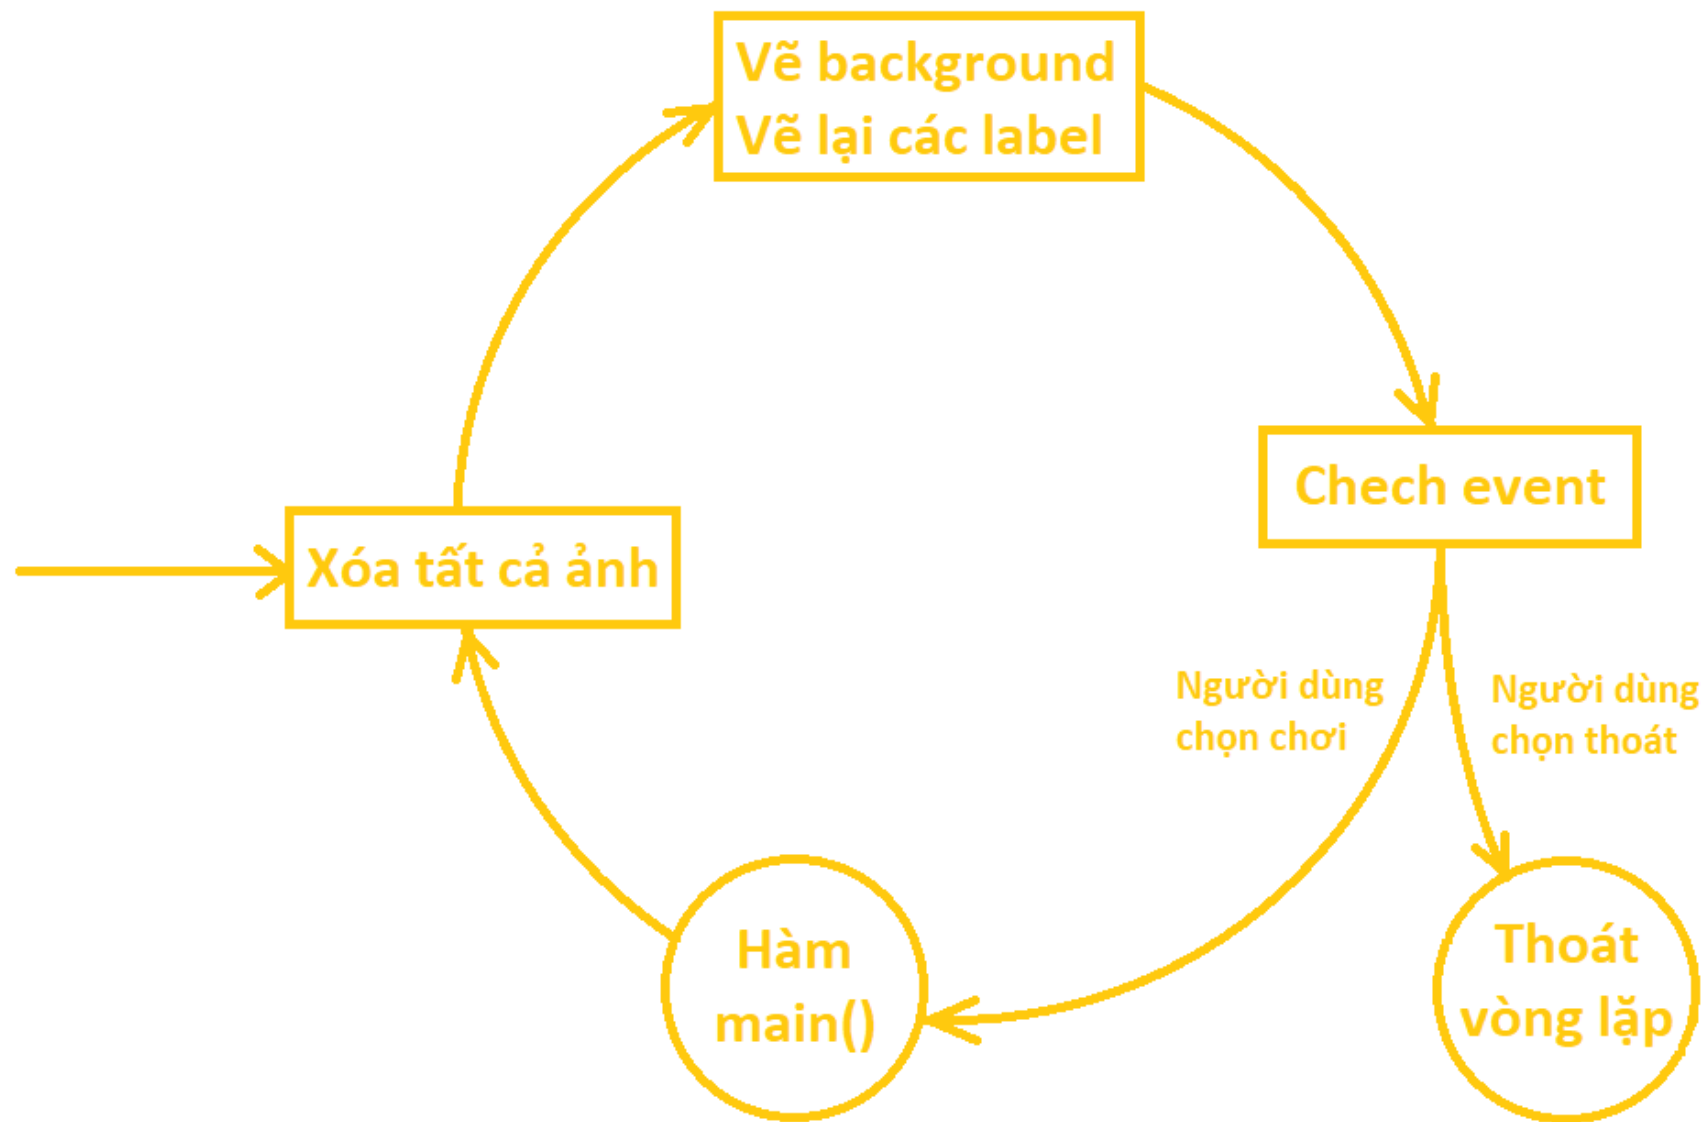 Vẽ background
Vẽ lại các label
Chech event
Xóa tất cả ảnh
Người dùng
chọn chơi
Người dùng
chọn thoát
Hàm
main()
Thoát
vòng lặp